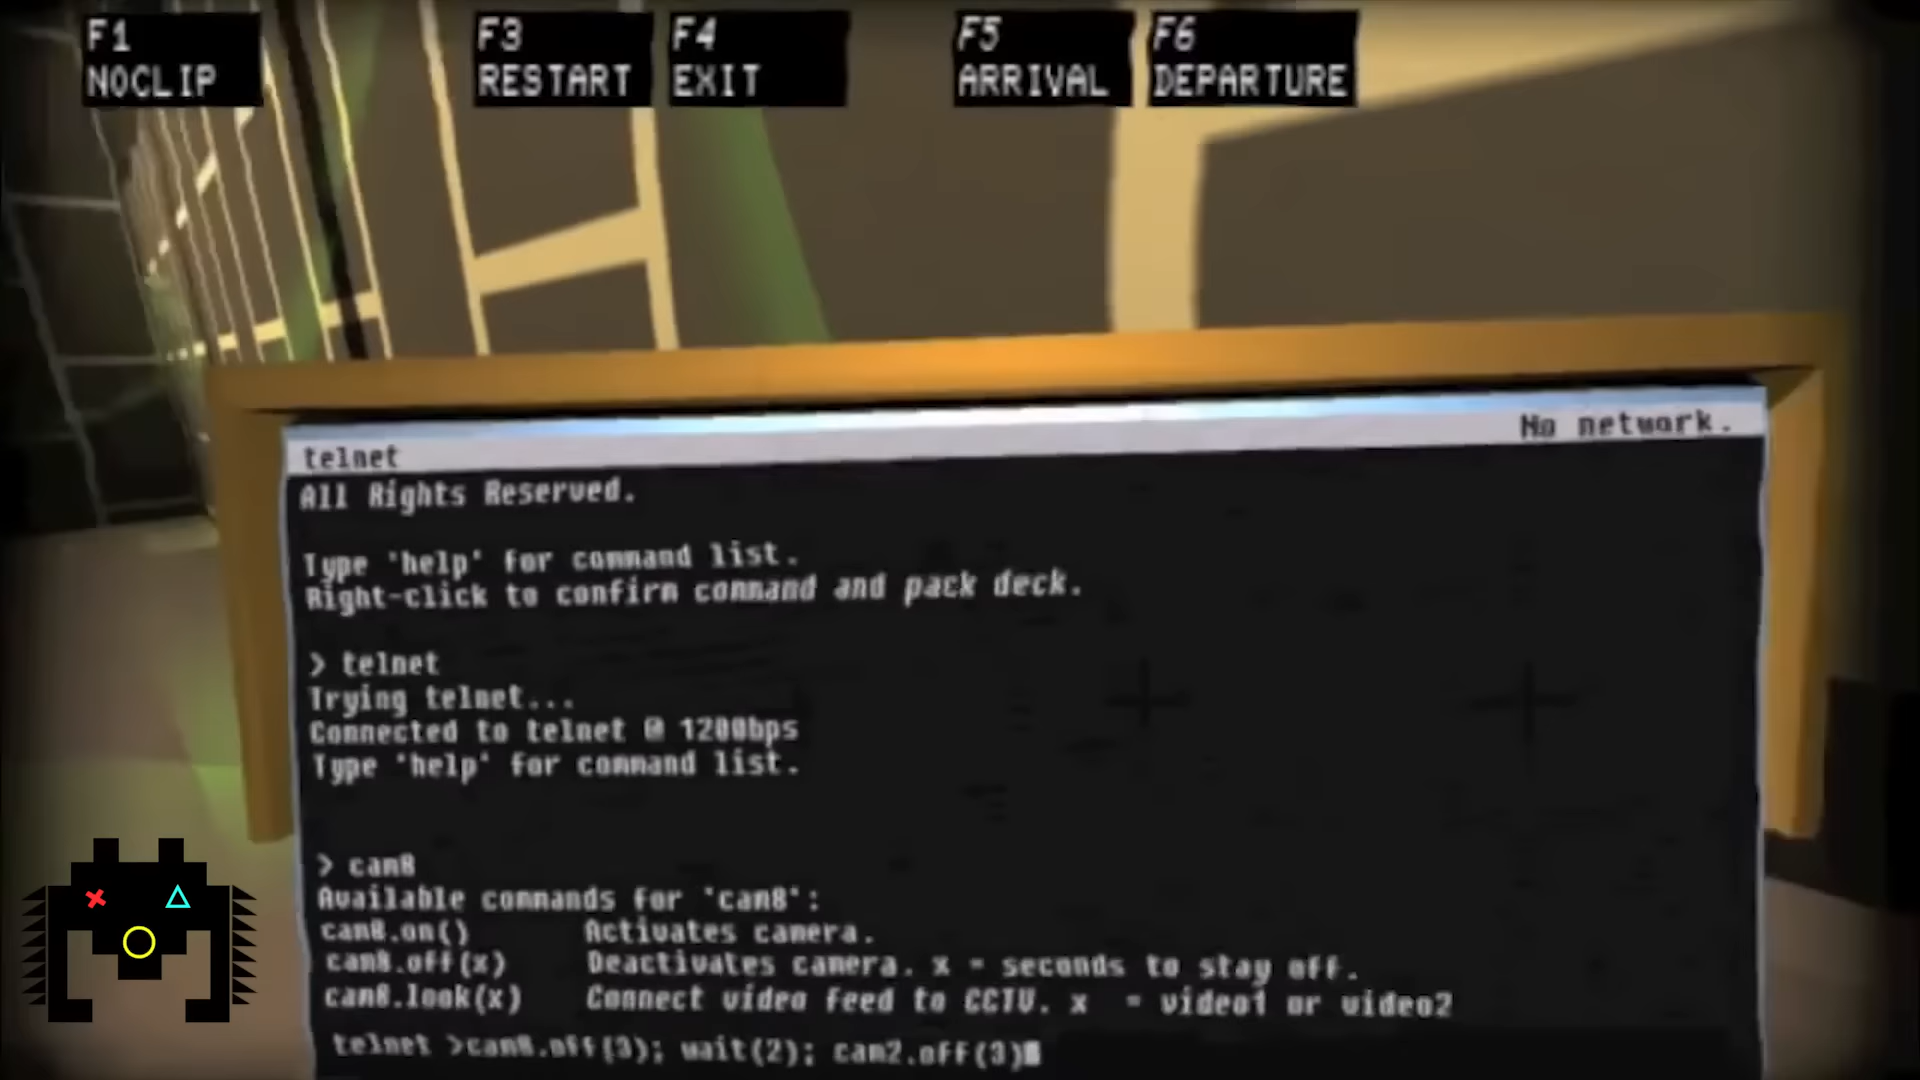 F1
NOCLIP
F3
RESTART
F4
EXIT
F5
ARRIVAL
F6
DEPARTURE
telnet
No network.
All Rights Reserved.
Type 'help' for command list.
Right-click to confirm command and pack deck.
> telnet
Trying telnet...
Connected to telnet @ 1200bps
Type 'help' for command list.
> cam8
Available commands for 'cam8':
cam8.on() Activates camera.
cam8.off(x) Deactivates camera. x = seconds to stay off.
cam8.look(x) Connect video feed to CCTV. x = video1 or video2
telnet >cam8.off(3); wait(2); cam2.off(3)